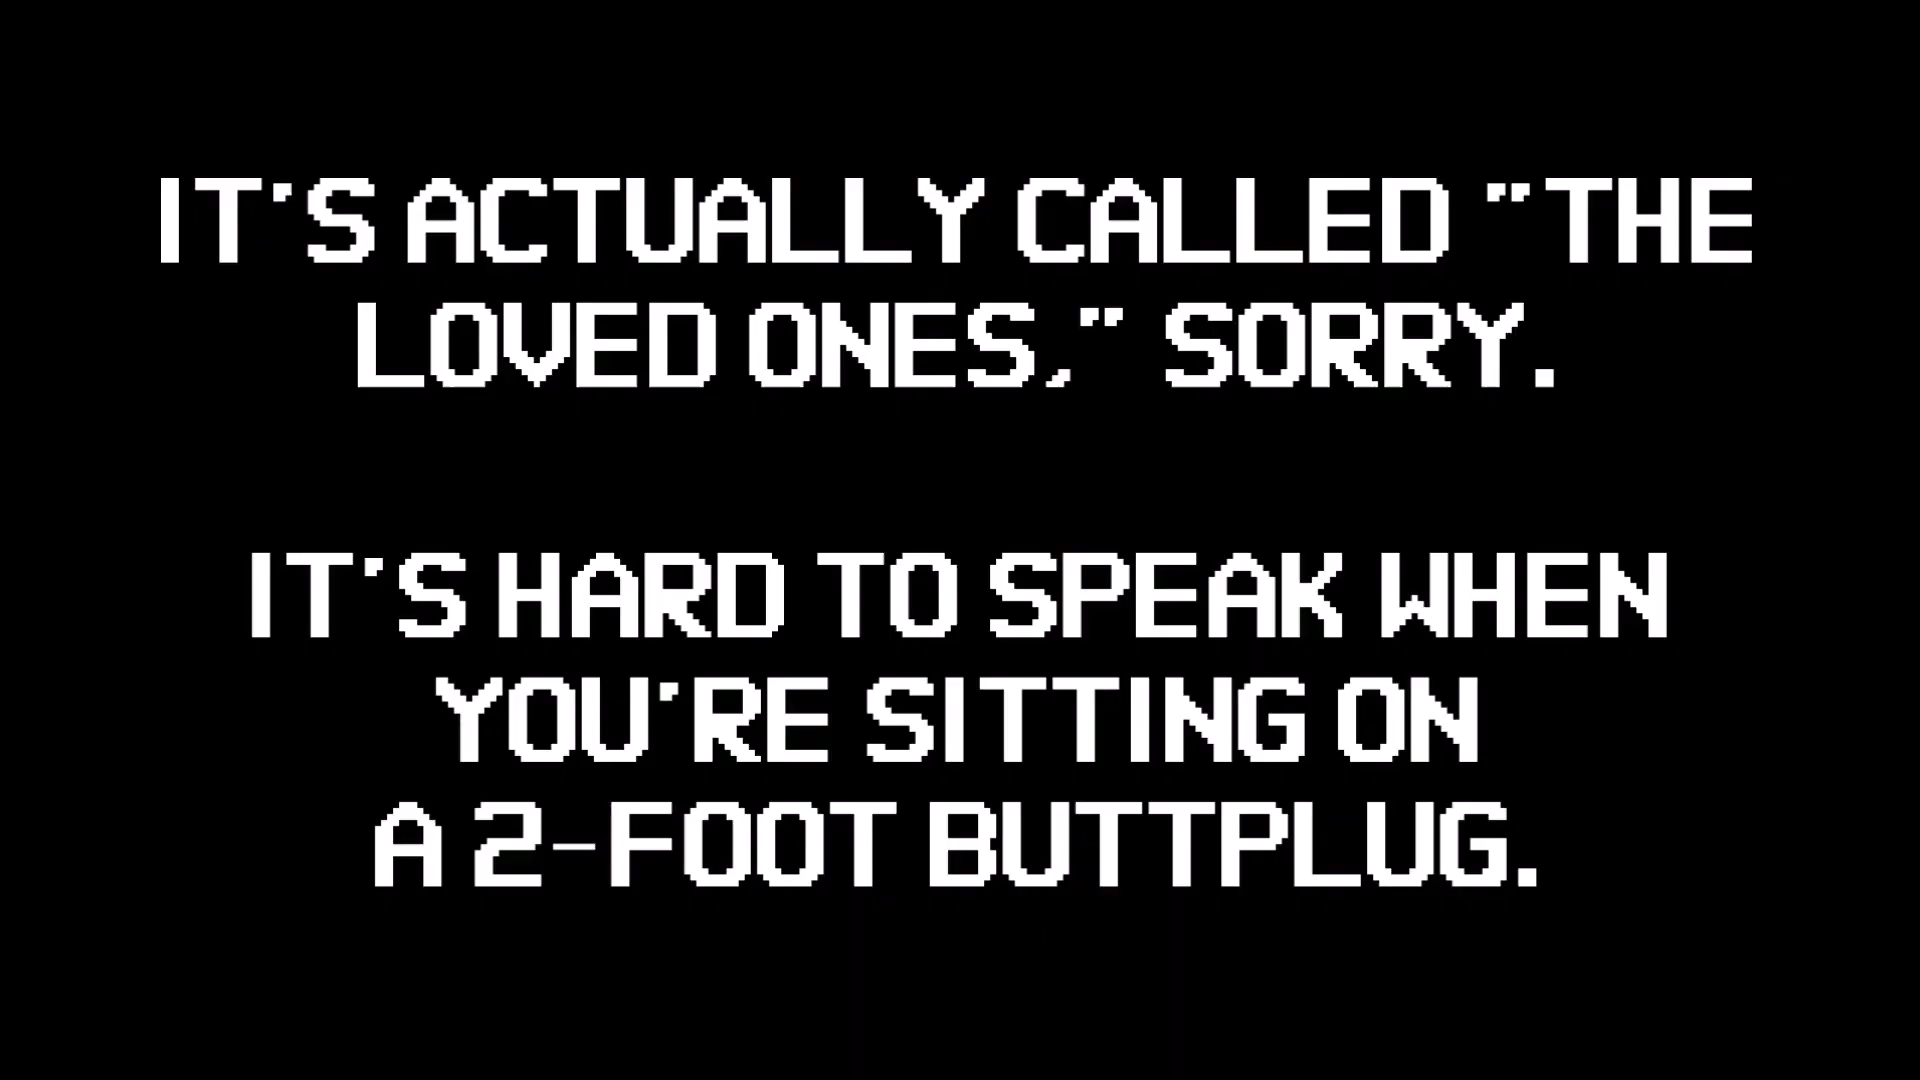 IT'S ACTUALLY CALLED "THE
LOVED ONES," SORRY.
IT'S HARD TO SPEAK WHEN
YOU'RE SITTING ON
A 2-FOOT BUTTPLUG.